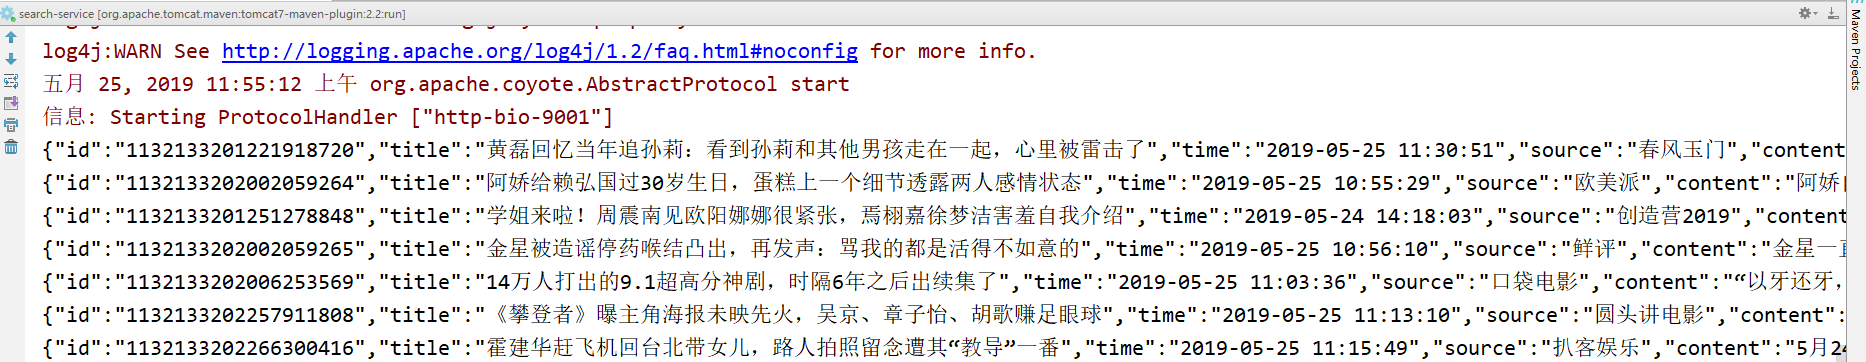 search-service [org.apache.tomcat.maven:tomcat7-maven-plugin:2.2:run]
log4j:WARN See http://logging.apache.org/log4j/1.2/faq.html#noconfig for more info.
五月 25, 2019 11:55:12 上午 org.apache.coyote.AbstractProtocol start
信息: Starting ProtocolHandler ["http-bio-9001"]
{"id":"1132133201221918720","title":"黄磊回忆当年追孙莉：看到孙莉和其他男孩走在一起，心里被雷击了","time":"2019-05-25 11:30:51","source":"春风玉门","content
{"id":"1132133202002059264","title":"阿娇给赖弘国过30岁生日，蛋糕上一个细节透露两人感情状态","time":"2019-05-25 10:55:29","source":"欧美派","content":"阿娇
{"id":"1132133201251278848","title":"学姐来啦！周震南见欧阳娜娜很紧张，焉栩嘉徐梦洁害羞自我介绍","time":"2019-05-24 14:18:03","source":"创造营2019","content
{"id":"1132133202002059265","title":"金星被造谣停药喉结凸出，再发声：骂我的都是活得不如意的","time":"2019-05-25 10:56:10","source":"鲜评","content":"金星一直
{"id":"1132133202006253569","title":"14万人打出的9.1超高分神剧，时隔6年之后出续集了","time":"2019-05-25 11:03:36","source":"口袋电影","content":"“以牙还牙，
{"id":"1132133202257911808","title":"《攀登者》曝主角海报未映先火，吴京、章子怡、胡歌赚足眼球","time":"2019-05-25 11:13:10","source":"圆头讲电影","content":
{"id":"1132133202266300416","title":"霍建华赶飞机回台北带女儿，路人拍照留念遭其“教导”一番","time":"2019-05-25 11:15:49","source":"扒客娱乐","content":"5月24
Maven Projects